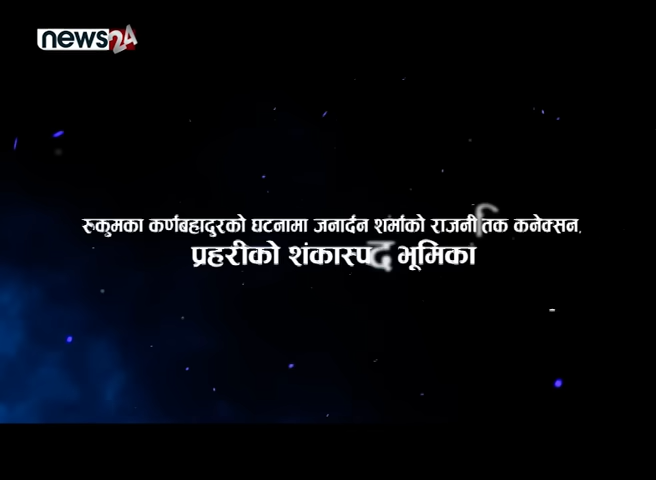 news24
रुकुमका कर्णबहादुरको घटनामा जनार्दन शर्माको राजनीतिक कनेक्सन,
प्रहरीको शंकास्पद भूमिका